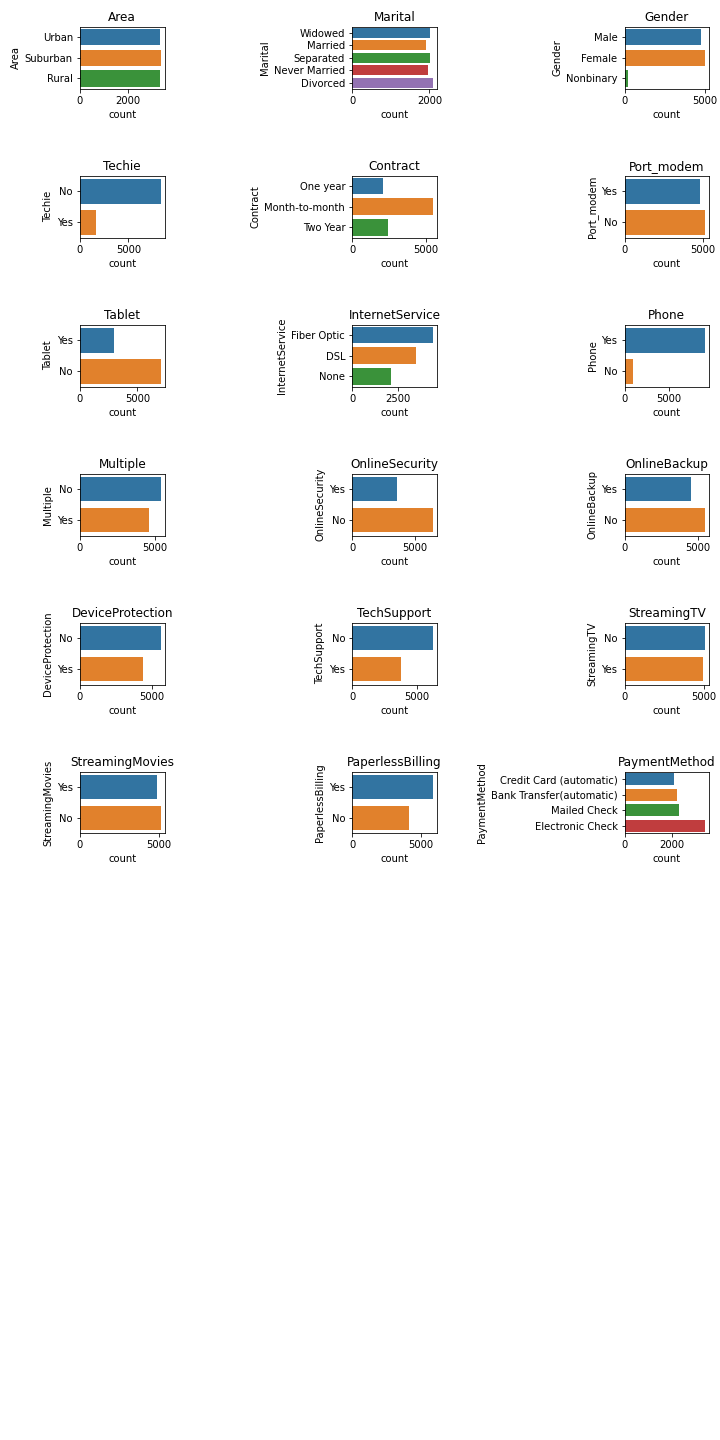 Area
Area
Urban
Suburban
Rural
0 2000
count
Marital
Marital
Widowed
Married
Separated
Never Married
Divorced
0 2000
count
Gender
Gender
Male
Female
Nonbinary
0 5000
count
Techie
Techie
No
Yes
0 5000
count
Contract
Contract
One year
Month-to-month
Two Year
0 5000
count
Port_modem
Port_modem
Yes
No
0 5000
count
Tablet
Tablet
Yes
No
0 5000
count
InternetService
InternetService
Fiber Optic
DSL
None
0 2500
count
Phone
Phone
Yes
No
0 5000
count
Multiple
Multiple
No
Yes
0 5000
count
OnlineSecurity
OnlineSecurity
Yes
No
0 5000
count
OnlineBackup
OnlineBackup
Yes
No
0 5000
count
DeviceProtection
DeviceProtection
No
Yes
0 5000
count
TechSupport
TechSupport
No
Yes
0 5000
count
StreamingTV
StreamingTV
No
Yes
0 5000
count
StreamingMovies
StreamingMovies
Yes
No
0 5000
count
PaperlessBilling
PaperlessBilling
Yes
No
0 5000
count
PaymentMethod
PaymentMethod
Credit Card (automatic)
Bank Transfer(automatic)
Mailed Check
Electronic Check
0 2000
count